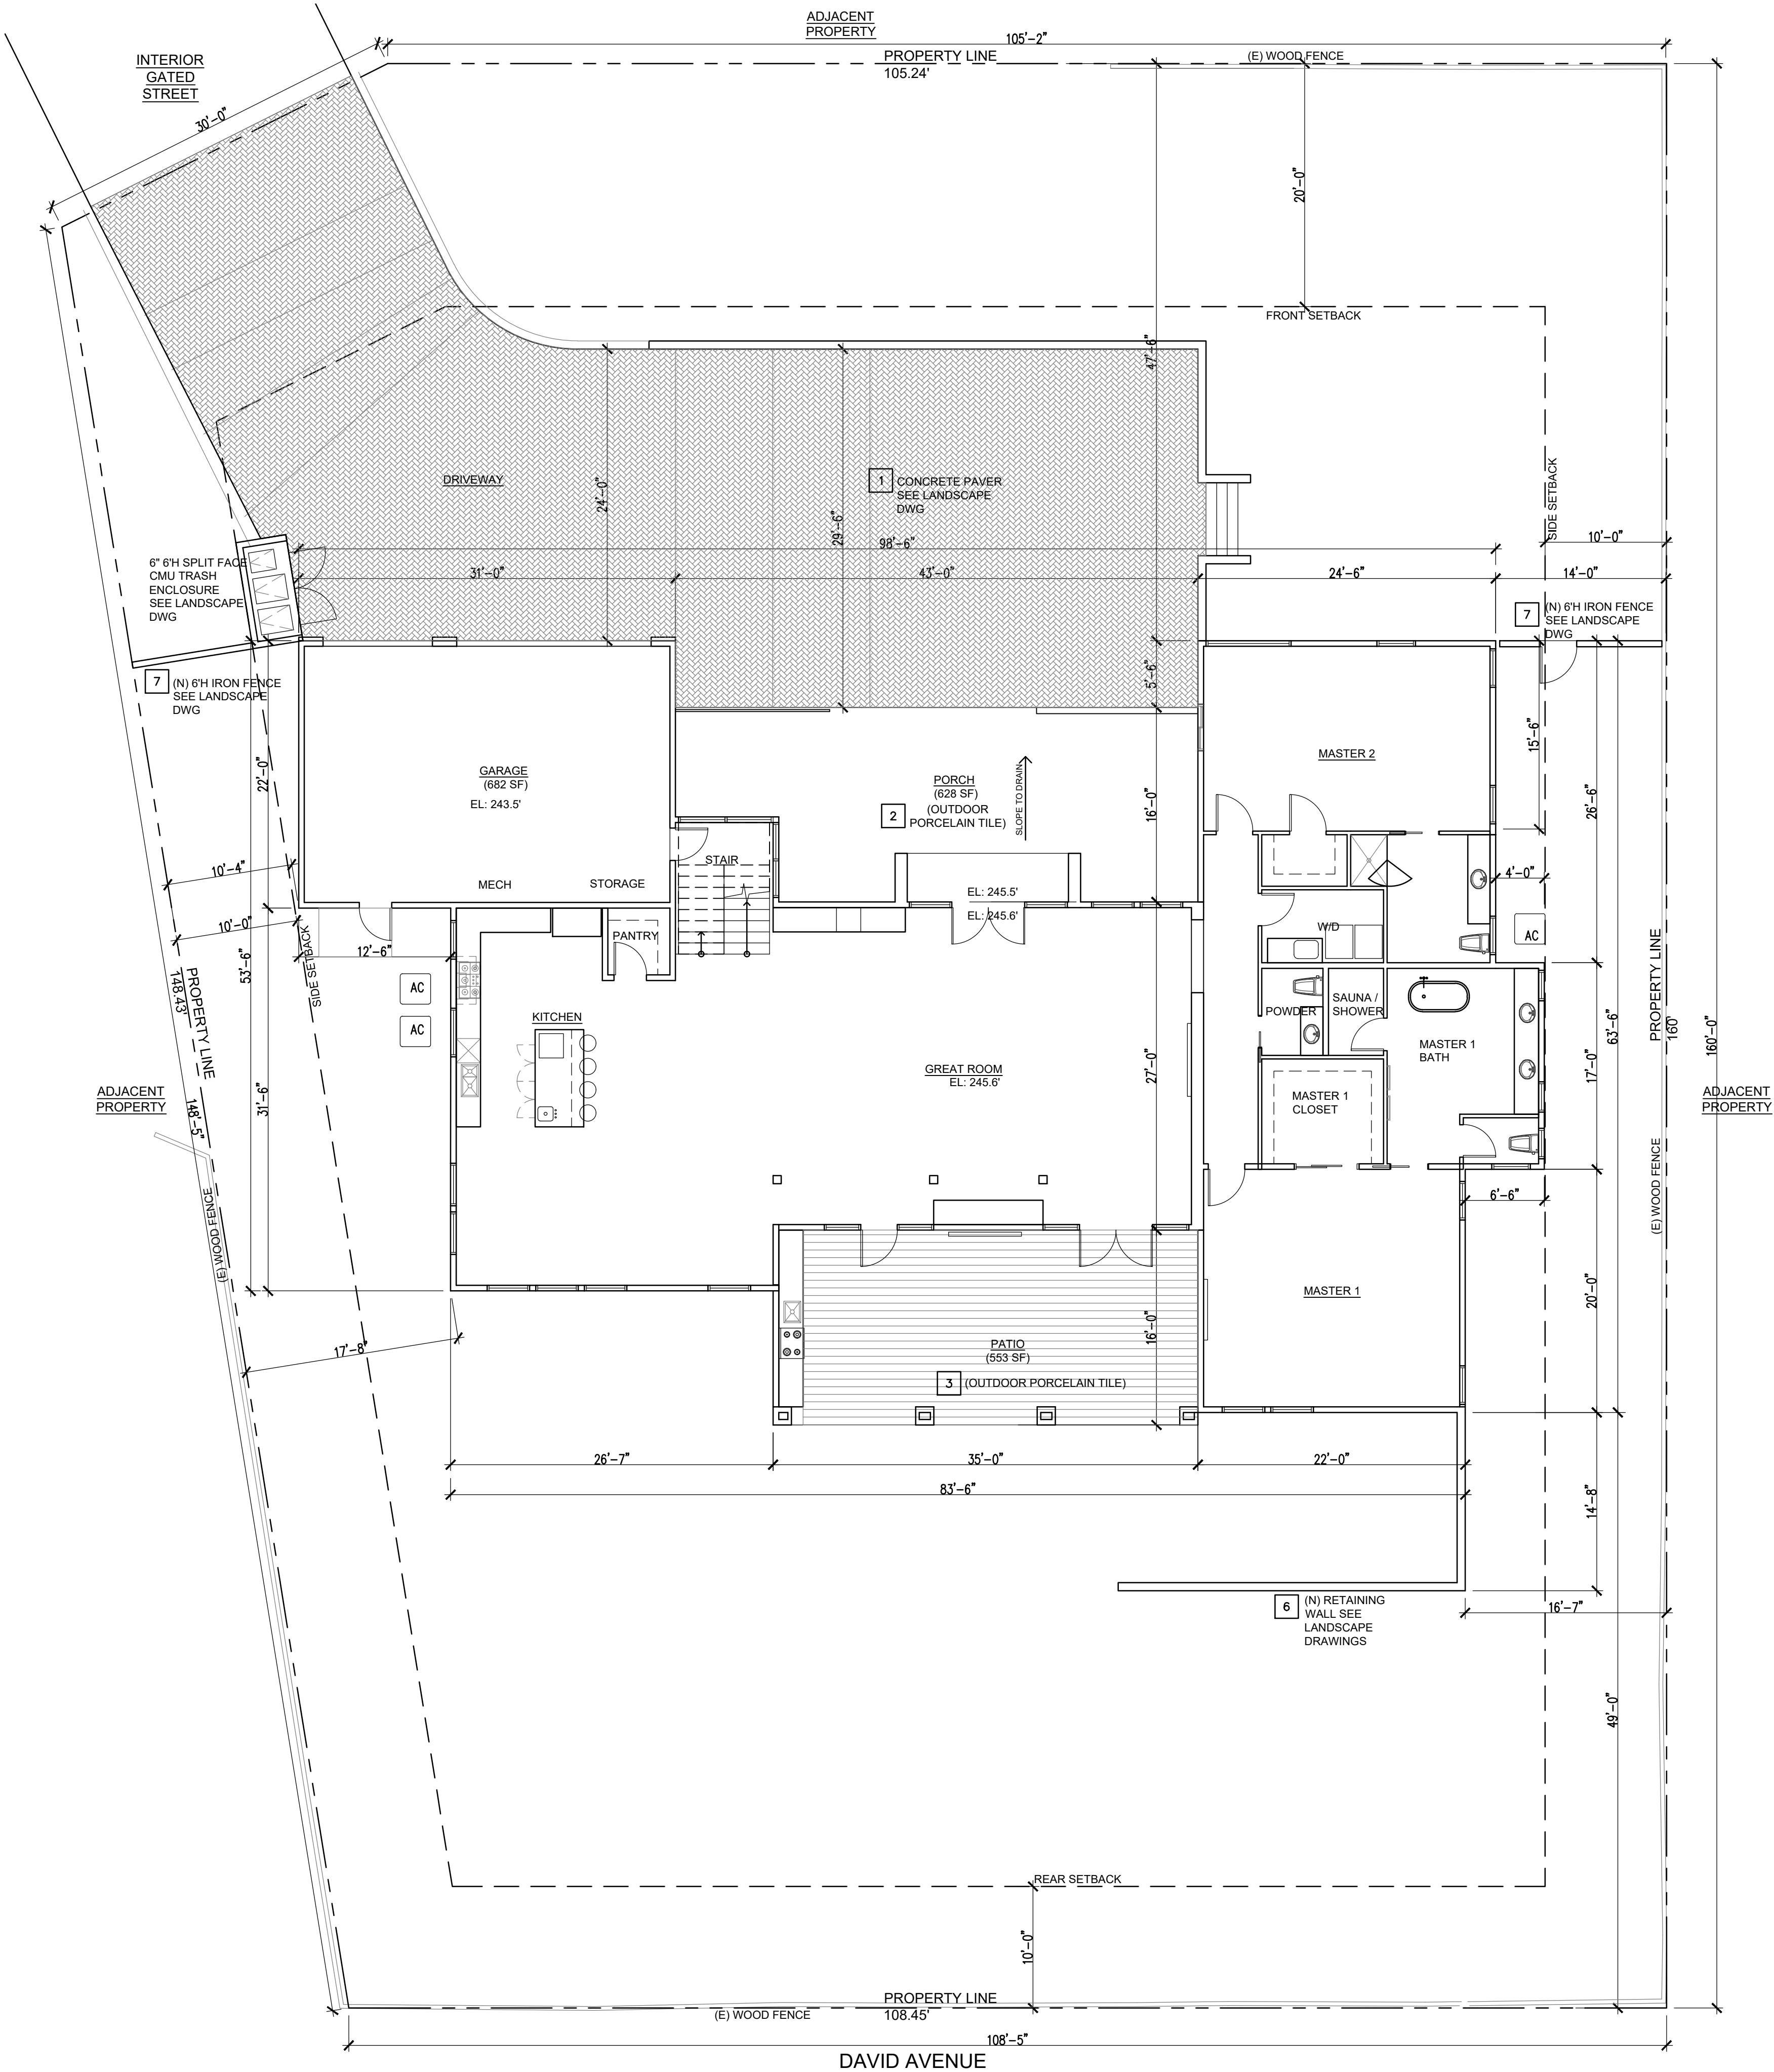 ADJACENT
PROPERTY
105'-2"
PROPERTY LINE
105.24'
(E) WOOD FENCE
INTERIOR
GATED
STREET
30'-0"
20'-0"
FRONT SETBACK
47'-6"
DRIVEWAY
24'-0"
29'-6"
1
CONCRETE PAVER
SEE LANDSCAPE
DWG
SIDE SETBACK
98'-6"
10'-0"
31'-0"
43'-0"
24'-6"
14'-0"
6" 6'H SPLIT FACE
CMU TRASH
ENCLOSURE
SEE LANDSCAPE
DWG
7
(N) 6'H IRON FENCE
SEE LANDSCAPE
DWG
7
(N) 6'H IRON FENCE
SEE LANDSCAPE
DWG
5'-6"
22'-0"
GARAGE
(682 SF)
EL: 243.5'
MECH
STORAGE
STAIR
PANTRY
PORCH
(628 SF)
2
(OUTDOOR
PORCELAIN TILE)
SLOPE TO DRAIN
16'-0"
EL: 245.5'
EL: 245.6'
MASTER 2
15'-6"
26'-6"
4'-0"
AC
W/D
10'-4"
10'-0"
12'-6"
53'-6"
SIDE SETBACK
PROPERTY LINE
148.43'
148'-5"
31'-6"
AC
AC
KITCHEN
GREAT ROOM
EL: 245.6'
27'-0"
POWDER
SAUNA /
SHOWER
MASTER 1
BATH
MASTER 1
CLOSET
17'-0"
63'-6"
PROPERTY LINE
160'
160'-0"
ADJACENT
PROPERTY
ADJACENT
PROPERTY
(E) WOOD FENCE
(E) WOOD FENCE
6'-6"
MASTER 1
20'-0"
17'-8"
PATIO
(553 SF)
3
(OUTDOOR PORCELAIN TILE)
16'-0"
26'-7"
35'-0"
22'-0"
83'-6"
14'-8"
6
(N) RETAINING
WALL SEE
LANDSCAPE
DRAWINGS
16'-7"
49'-0"
REAR SETBACK
10'-0"
PROPERTY LINE
108.45'
(E) WOOD FENCE
108'-5"
DAVID AVENUE